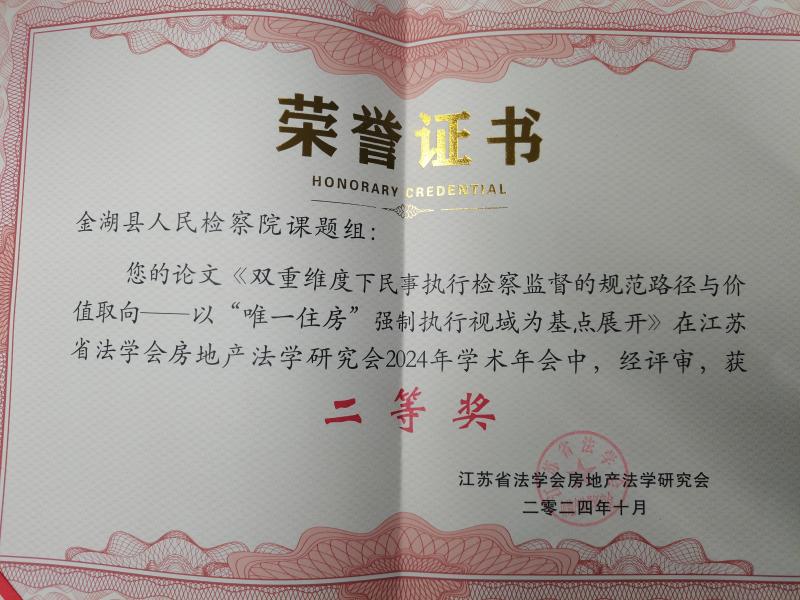 荣誉证书
HONORARY CREDENTIAL
金湖县人民检察院课题组：
您的论文《双重维度下民事执行检察监督的规范路径与价
值取向——以“唯一住房”强制执行视域为基点展开》在江苏
省法学会房地产法学研究会2024年学术年会中，经评审，获
二等奖
江苏省法学会房地产法学研究会
二零二四年十月